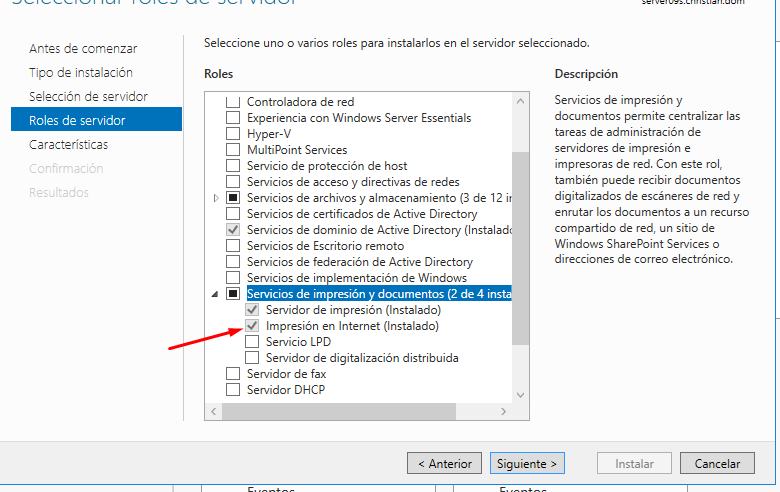 Seleccionar roles de servidor
server09s.christian.dom
Antes de comenzar
Tipo de instalación
Selección de servidor
Roles de servidor
Características
Confirmación
Resultados
Seleccione uno o varios roles para instalarlos en el servidor seleccionado.
Roles
Controladora de red
Experiencia con Windows Server Essentials
Hyper-V
MultiPoint Services
Servicio de protección de host
Servicios de acceso y directivas de redes
Servicios de archivos y almacenamiento (3 de 12 in
Servicios de certificados de Active Directory
Servicios de dominio de Active Directory (Instalado
Servicios de Escritorio remoto
Servicios de federación de Active Directory
Servicios de implementación de Windows
Servicios de impresión y documentos (2 de 4 insta
Servidor de impresión (Instalado)
Impresión en Internet (Instalado)
Servicio LPD
Servidor de digitalización distribuida
Servidor de fax
Servidor DHCP
Descripción
Servicios de impresión y
documentos permite centralizar las
tareas de administración de
servidores de impresión e
impresoras de red. Con este rol,
también puede recibir documentos
digitalizados de escáneres de red y
enrutar los documentos a un recurso
compartido de red, un sitio de
Windows SharePoint Services o
direcciones de correo electrónico.
< Anterior
Siguiente >
Instalar
Cancelar
Eventos
Eventos